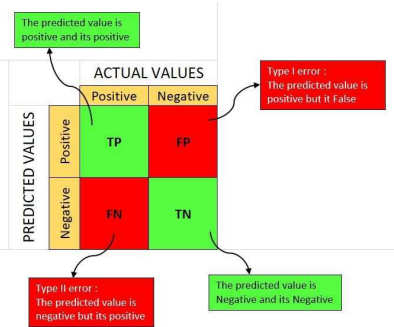 The predicted value is
positive and its positive
Type I error :
The predicted value is
positive but it False
ACTUAL VALUES
Positive Negative
PREDICTED VALUES
Positive
TP FP
Negative
FN TN
Type II error :
The predicted value is
negative but its positive
The predicted value is
Negative and its Negative